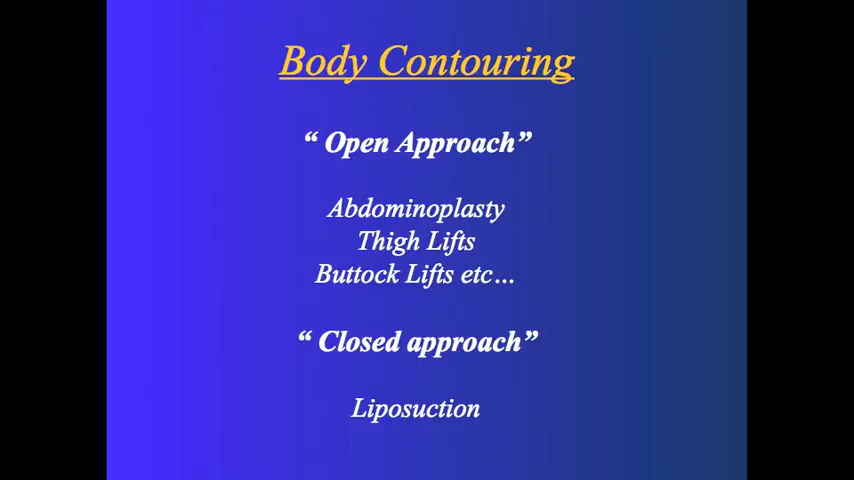 Body Contouring
“ Open Approach”
Abdominoplasty
Thigh Lifts
Buttock Lifts etc…
“ Closed approach”
Liposuction